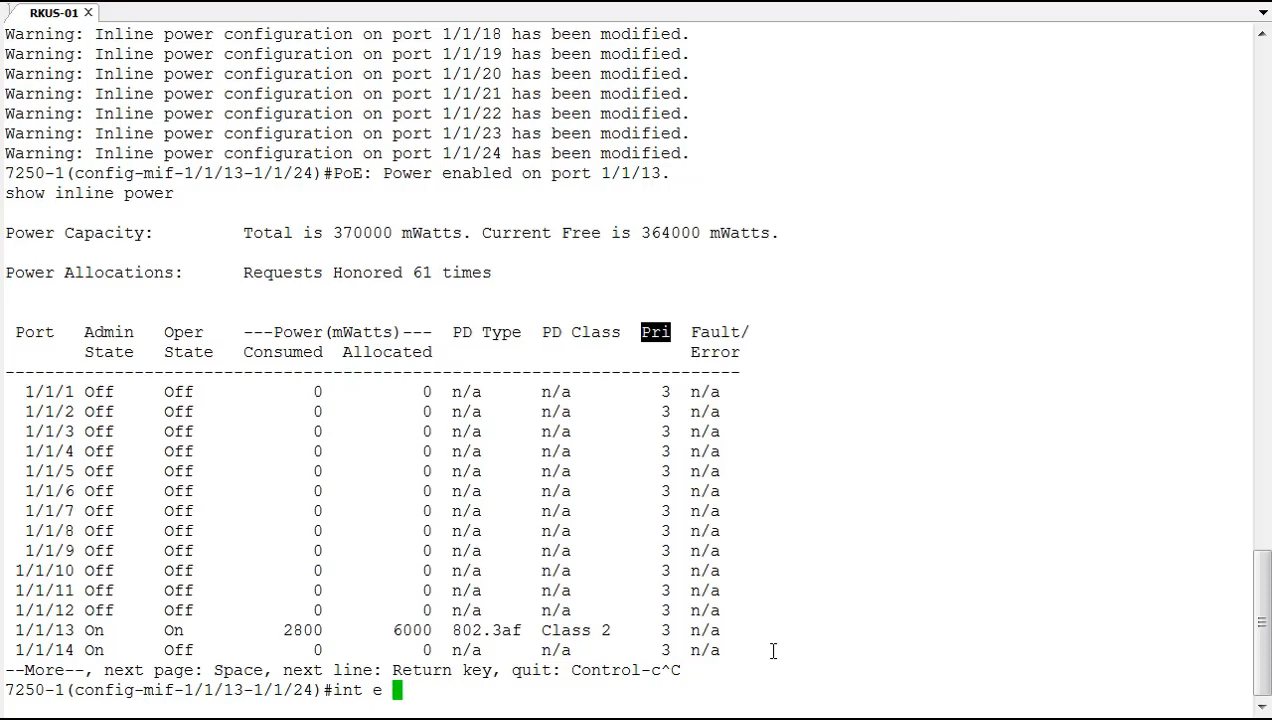 RKUS-01 X
Warning: Inline power configuration on port 1/1/18 has been modified.
Warning: Inline power configuration on port 1/1/19 has been modified.
Warning: Inline power configuration on port 1/1/20 has been modified.
Warning: Inline power configuration on port 1/1/21 has been modified.
Warning: Inline power configuration on port 1/1/22 has been modified.
Warning: Inline power configuration on port 1/1/23 has been modified.
Warning: Inline power configuration on port 1/1/24 has been modified.
7250-1(config-mif-1/1/13-1/1/24)#PoE: Power enabled on port 1/1/13.
show inline power
Power Capacity: Total is 370000 mWatts. Current Free is 364000 mWatts.
Power Allocations: Requests Honored 61 times
Port Admin Oper ---Power(mWatts)--- PD Type PD Class Pri Fault/
State State Consumed Allocated Error
--------------------------------------------------------------------------
1/1/1 Off Off 0 0 n/a n/a 3 n/a
1/1/2 Off Off 0 0 n/a n/a 3 n/a
1/1/3 Off Off 0 0 n/a n/a 3 n/a
1/1/4 Off Off 0 0 n/a n/a 3 n/a
1/1/5 Off Off 0 0 n/a n/a 3 n/a
1/1/6 Off Off 0 0 n/a n/a 3 n/a
1/1/7 Off Off 0 0 n/a n/a 3 n/a
1/1/8 Off Off 0 0 n/a n/a 3 n/a
1/1/9 Off Off 0 0 n/a n/a 3 n/a
1/1/10 Off Off 0 0 n/a n/a 3 n/a
1/1/11 Off Off 0 0 n/a n/a 3 n/a
1/1/12 Off Off 0 0 n/a n/a 3 n/a
1/1/13 On On 2800 6000 802.3af Class 2 3 n/a
1/1/14 On Off 0 0 n/a n/a 3 n/a
--More--, next page: Space, next line: Return key, quit: Control-c^C
7250-1(config-mif-1/1/13-1/1/24)#int e